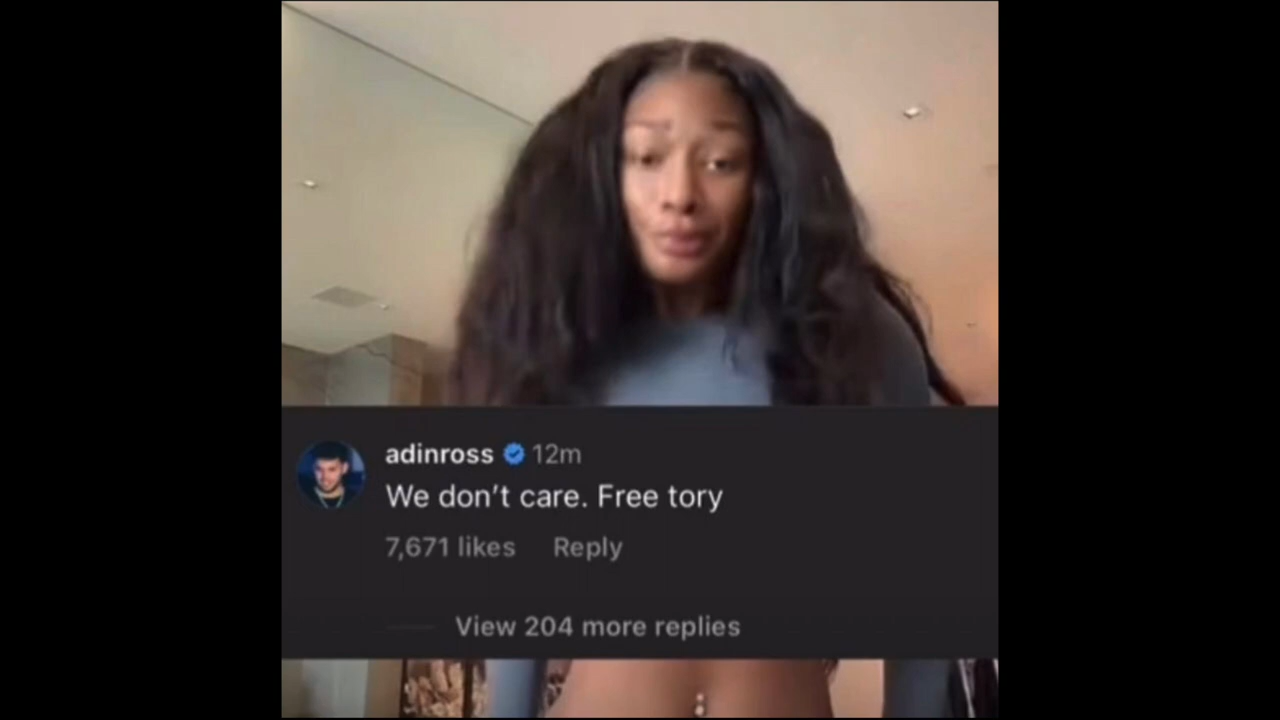 adinross 12m
We don't care. Free tory
7,671 likes Reply
View 204 more replies